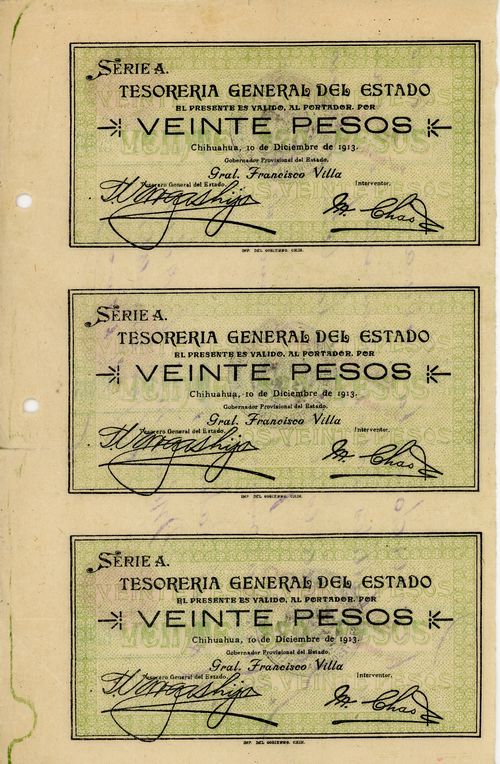 SERIE A.
TESORERIA GENERAL DEL ESTADO
EL PRESENTE ES VALIDO, AL PORTADOR, POR
VEINTE PESOS
Chihuahua, 10 de Diciembre de 1913.
Gobernador Provisional del Estado.
Gral. Francisco Villa
Tesorero General del Estado. Interventor,
M. Chao
IMP. DEL GOBIERNO, CHIH.
SERIE A.
TESORERIA GENERAL DEL ESTADO
EL PRESENTE ES VALIDO, AL PORTADOR, POR
VEINTE PESOS
Chihuahua, 10 de Diciembre de 1913.
Gobernador Provisional del Estado.
Gral. Francisco Villa
Tesorero General del Estado. Interventor,
M. Chao
IMP. DEL GOBIERNO, CHIH.
SERIE A.
TESORERIA GENERAL DEL ESTADO
EL PRESENTE ES VALIDO, AL PORTADOR, POR
VEINTE PESOS
Chihuahua, 10 de Diciembre de 1913.
Gobernador Provisional del Estado.
Gral. Francisco Villa
Tesorero General del Estado. Interventor,
M. Chao
IMP. DEL GOBIERNO, CHIH.